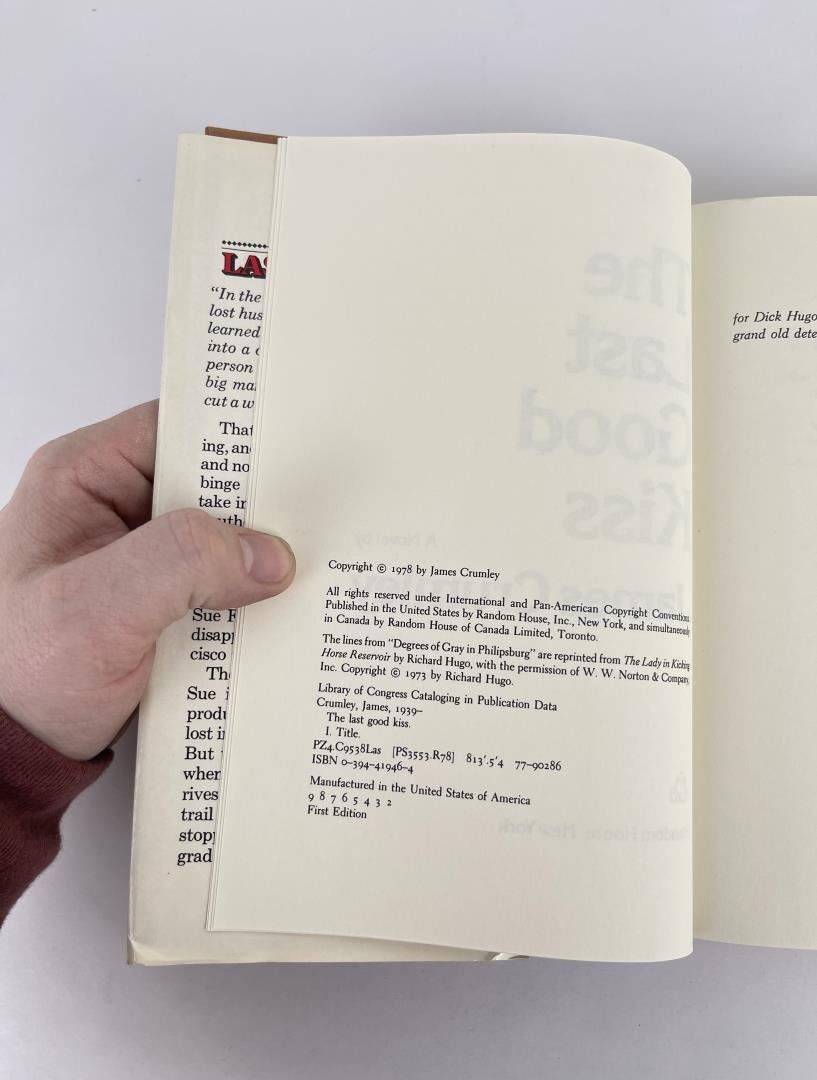 LAS
"In the
lost hus
learned
into a
person
big ma
cut a w
That
ing, an
and no
binge
take in
uth
Sue F
disapp
cisco
Th
Sue i
produ
lost i
But
when
rives
trail
stopp
grad
The
Last
Good
Kiss
A Novel by
James Crumley
Random House New York
Copyright © 1978 by James Crumley
All rights reserved under International and Pan-American Copyright Conventions
Published in the United States by Random House, Inc., New York, and simultaneously
in Canada by Random House of Canada Limited, Toronto.
The lines from "Degrees of Gray in Philipsburg" are reprinted from The Lady in Kicking
Horse Reservoir by Richard Hugo, with the permission of W. W. Norton & Company,
Inc. Copyright © 1973 by Richard Hugo.
Library of Congress Cataloging in Publication Data
Crumley, James, 1939–
The last good kiss.
I. Title.
PZ4.C9538Las [PS3553.R78] 813'.5'4 77–90286
ISBN 0–394–41946–4
Manufactured in the United States of America
9 8 7 6 5 4 3 2
First Edition
for Dick Hugo
grand old dete